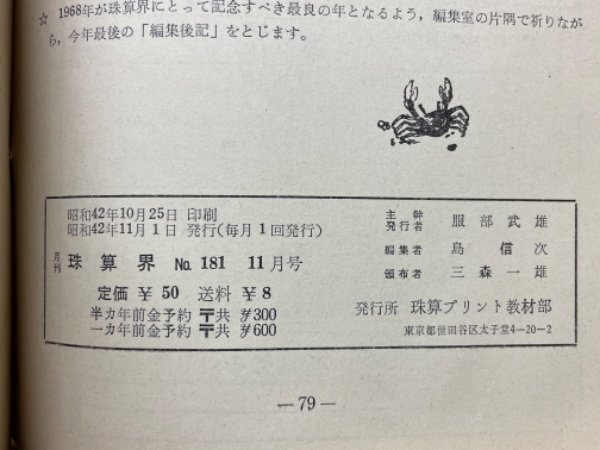 ☆ 1968年が珠算界にとって記念すべき最良の年となるよう，編集室の片隅で祈りなが
ら，今年最後の「編集後記」をとじます。
昭和42年10月25日 印刷
昭和42年11月1日 発行(毎月1回発行)
月刊 珠算界 No.181 11月号
定価 ¥50 送料 ¥8
半カ年前金予約 〒共 ¥300
一カ年前金予約 〒共 ¥600
主幹
発行者 服部武雄
編集者 島信次
頒布者 三森一雄
発行所 珠算プリント教材部
東京都世田谷区太子堂4-20-2
—79—